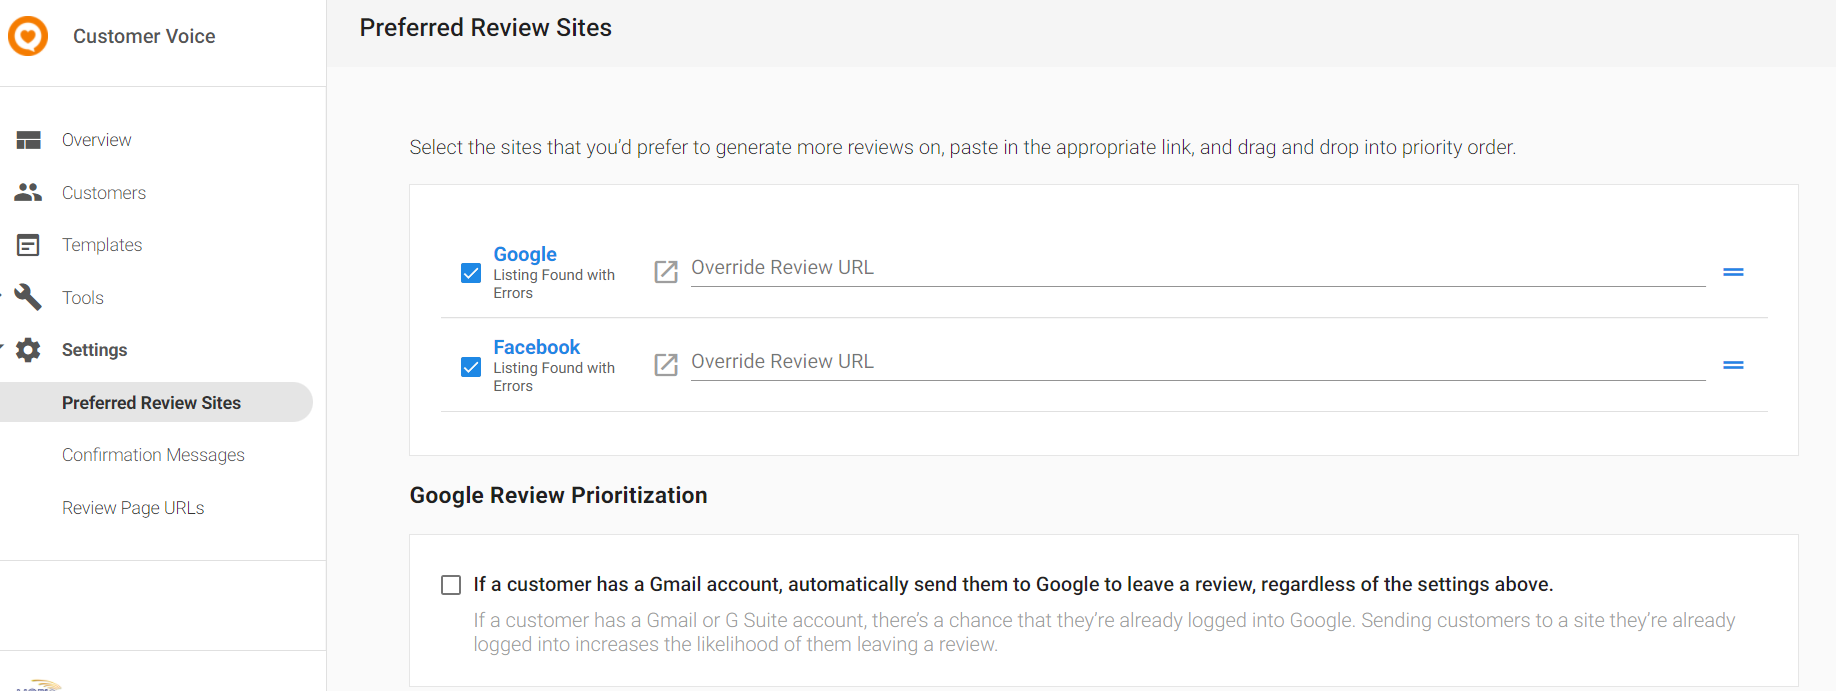 Customer Voice
Overview
Customers
Templates
Tools
Settings
Preferred Review Sites
Confirmation Messages
Review Page URLs
Preferred Review Sites
Select the sites that you'd prefer to generate more reviews on, paste in the appropriate link, and drag and drop into priority order.
Google
Listing Found with
Errors
Override Review URL
Facebook
Listing Found with
Errors
Override Review URL
Google Review Prioritization
If a customer has a Gmail account, automatically send them to Google to leave a review, regardless of the settings above.
If a customer has a Gmail or G Suite account, there's a chance that they're already logged into Google. Sending customers to a site they're already
logged into increases the likelihood of them leaving a review.